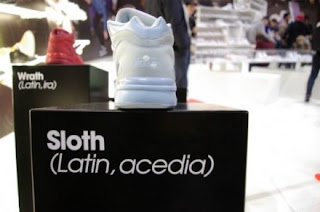 Wrath
(Latin, ira)
Sloth
(Latin, acedia)